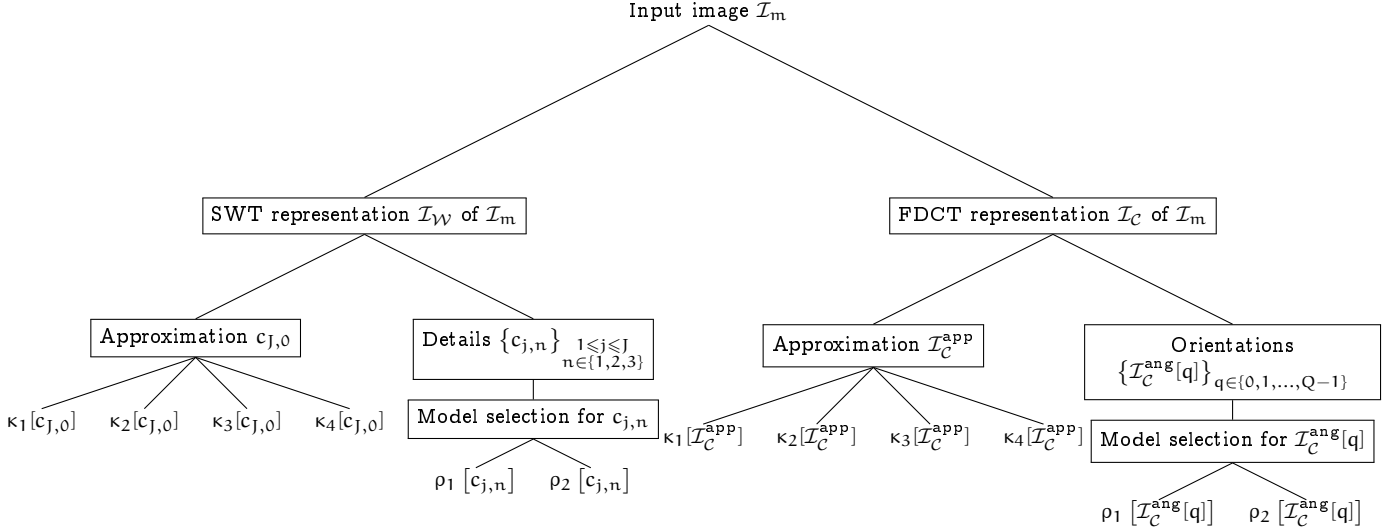 Input image ℐₘ
SWT representation ℐ_𝒲 of ℐₘ
FDCT representation ℐ_𝒞 of ℐₘ
Approximation c_{J,0}
Details {c_{j,n}}_{1⩽j⩽J n∈{1,2,3}}
Approximation ℐ_𝒞^{app}
Orientations
{ℐ_𝒞^{ang}[q]}_{q∈{0,1,...,Q−1}}
κ₁[c_{J,0}] κ₂[c_{J,0}] κ₃[c_{J,0}] κ₄[c_{J,0}]
Model selection for c_{j,n}
κ₁[ℐ_𝒞^{app}] κ₂[ℐ_𝒞^{app}] κ₃[ℐ_𝒞^{app}] κ₄[ℐ_𝒞^{app}]
Model selection for ℐ_𝒞^{ang}[q]
ρ₁ [c_{j,n}] ρ₂ [c_{j,n}]
ρ₁ [ℐ_𝒞^{ang}[q]] ρ₂ [ℐ_𝒞^{ang}[q]]